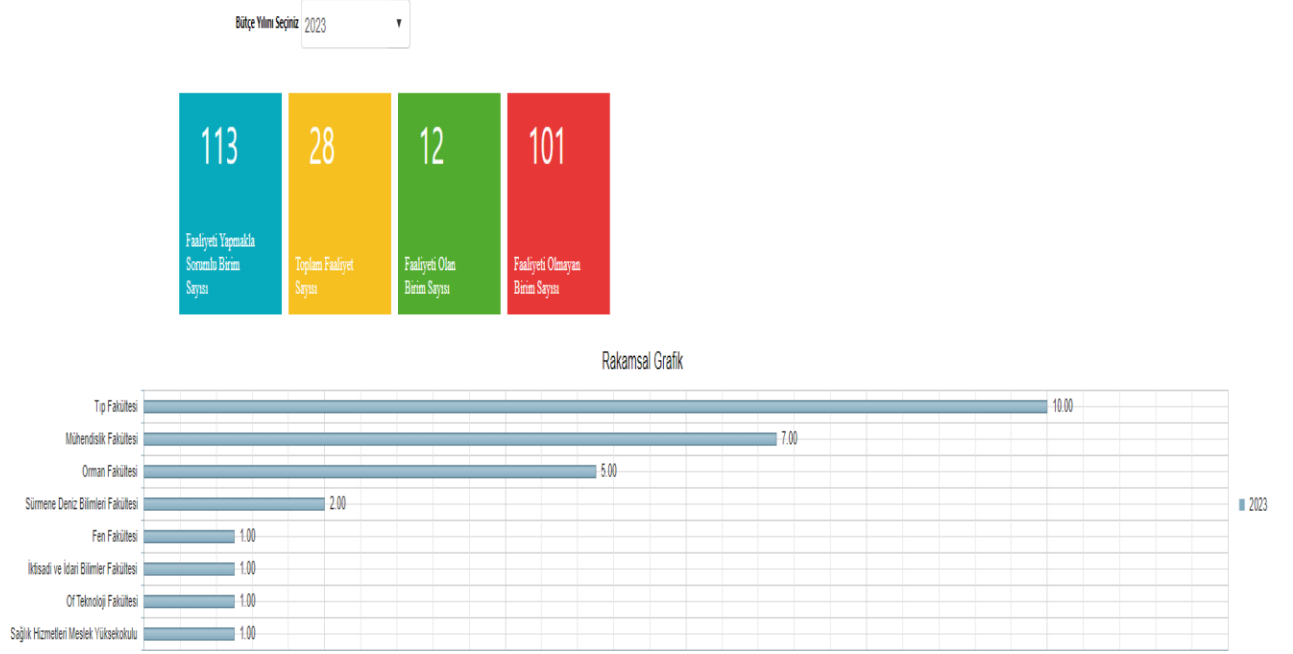 Bütçe Yılını Seçiniz 2023
113
Faaliyeti Yapmakla
Sorumlu Birim
Sayısı
28
Toplam Faaliyet
Sayısı
12
Faaliyeti Olan
Birim Sayısı
101
Faaliyeti Olmayan
Birim Sayısı
Rakamsal Grafik
Tıp Fakültesi 10.00
Mühendislik Fakültesi 7.00
Orman Fakültesi 5.00
Sürmene Deniz Bilimleri Fakültesi 2.00
2023
Fen Fakültesi 1.00
İktisadi ve İdari Bilimler Fakültesi 1.00
Of Teknoloji Fakültesi 1.00
Sağlık Hizmetleri Meslek Yüksekokulu 1.00